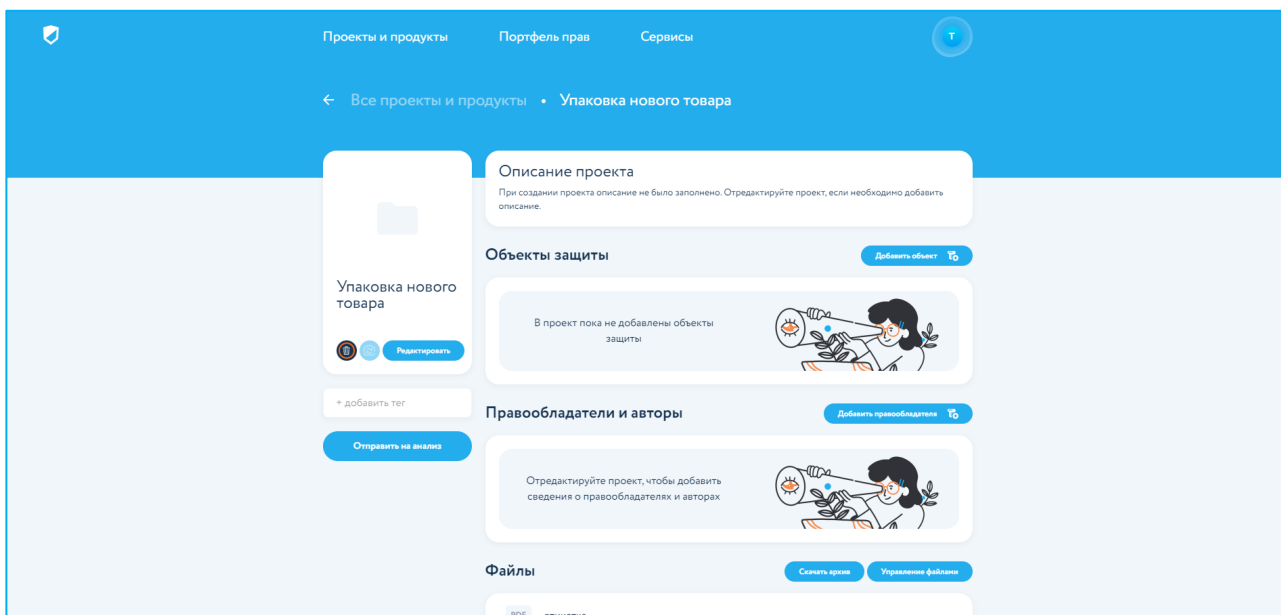 Проекты и продукты
Портфель прав
Сервисы
Т
← Все проекты и продукты • Упаковка нового товара
Упаковка нового
товара
Редактировать
+ добавить тег
Отправить на анализ
Описание проекта
При создании проекта описание не было заполнено. Отредактируйте проект, если необходимо добавить
описание.
Объекты защиты
Добавить объект
В проект пока не добавлены объекты
защиты
Правообладатели и авторы
Добавить правообладателя
Отредактируйте проект, чтобы добавить
сведения о правообладателях и авторах
Файлы
Скачать архив
Управление файлами
PDF